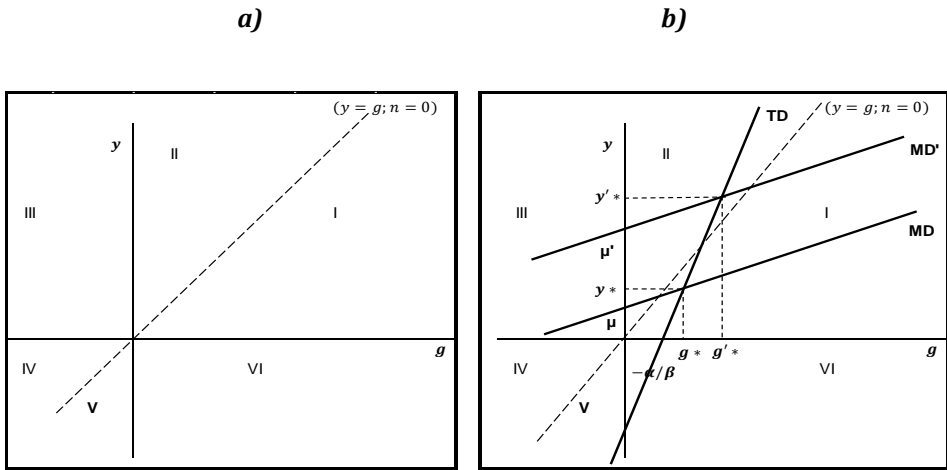 a)
(y = g; n = 0)
y
II
III
I
g
IV
VI
V
b)
(y = g; n = 0)
TD
y
II
MD'
y' *
III
I
MD
μ'
y *
μ
g
g * g' *
IV
−α/β
VI
V